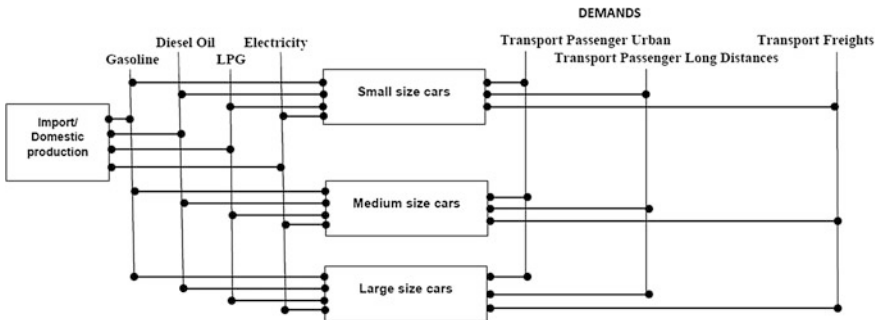 DEMANDS
Diesel Oil Electricity
Transport Passenger Urban
Transport Freights
Gasoline
LPG
Transport Passenger Long Distances
Small size cars
Import/
Domestic
production
Medium size cars
Large size cars